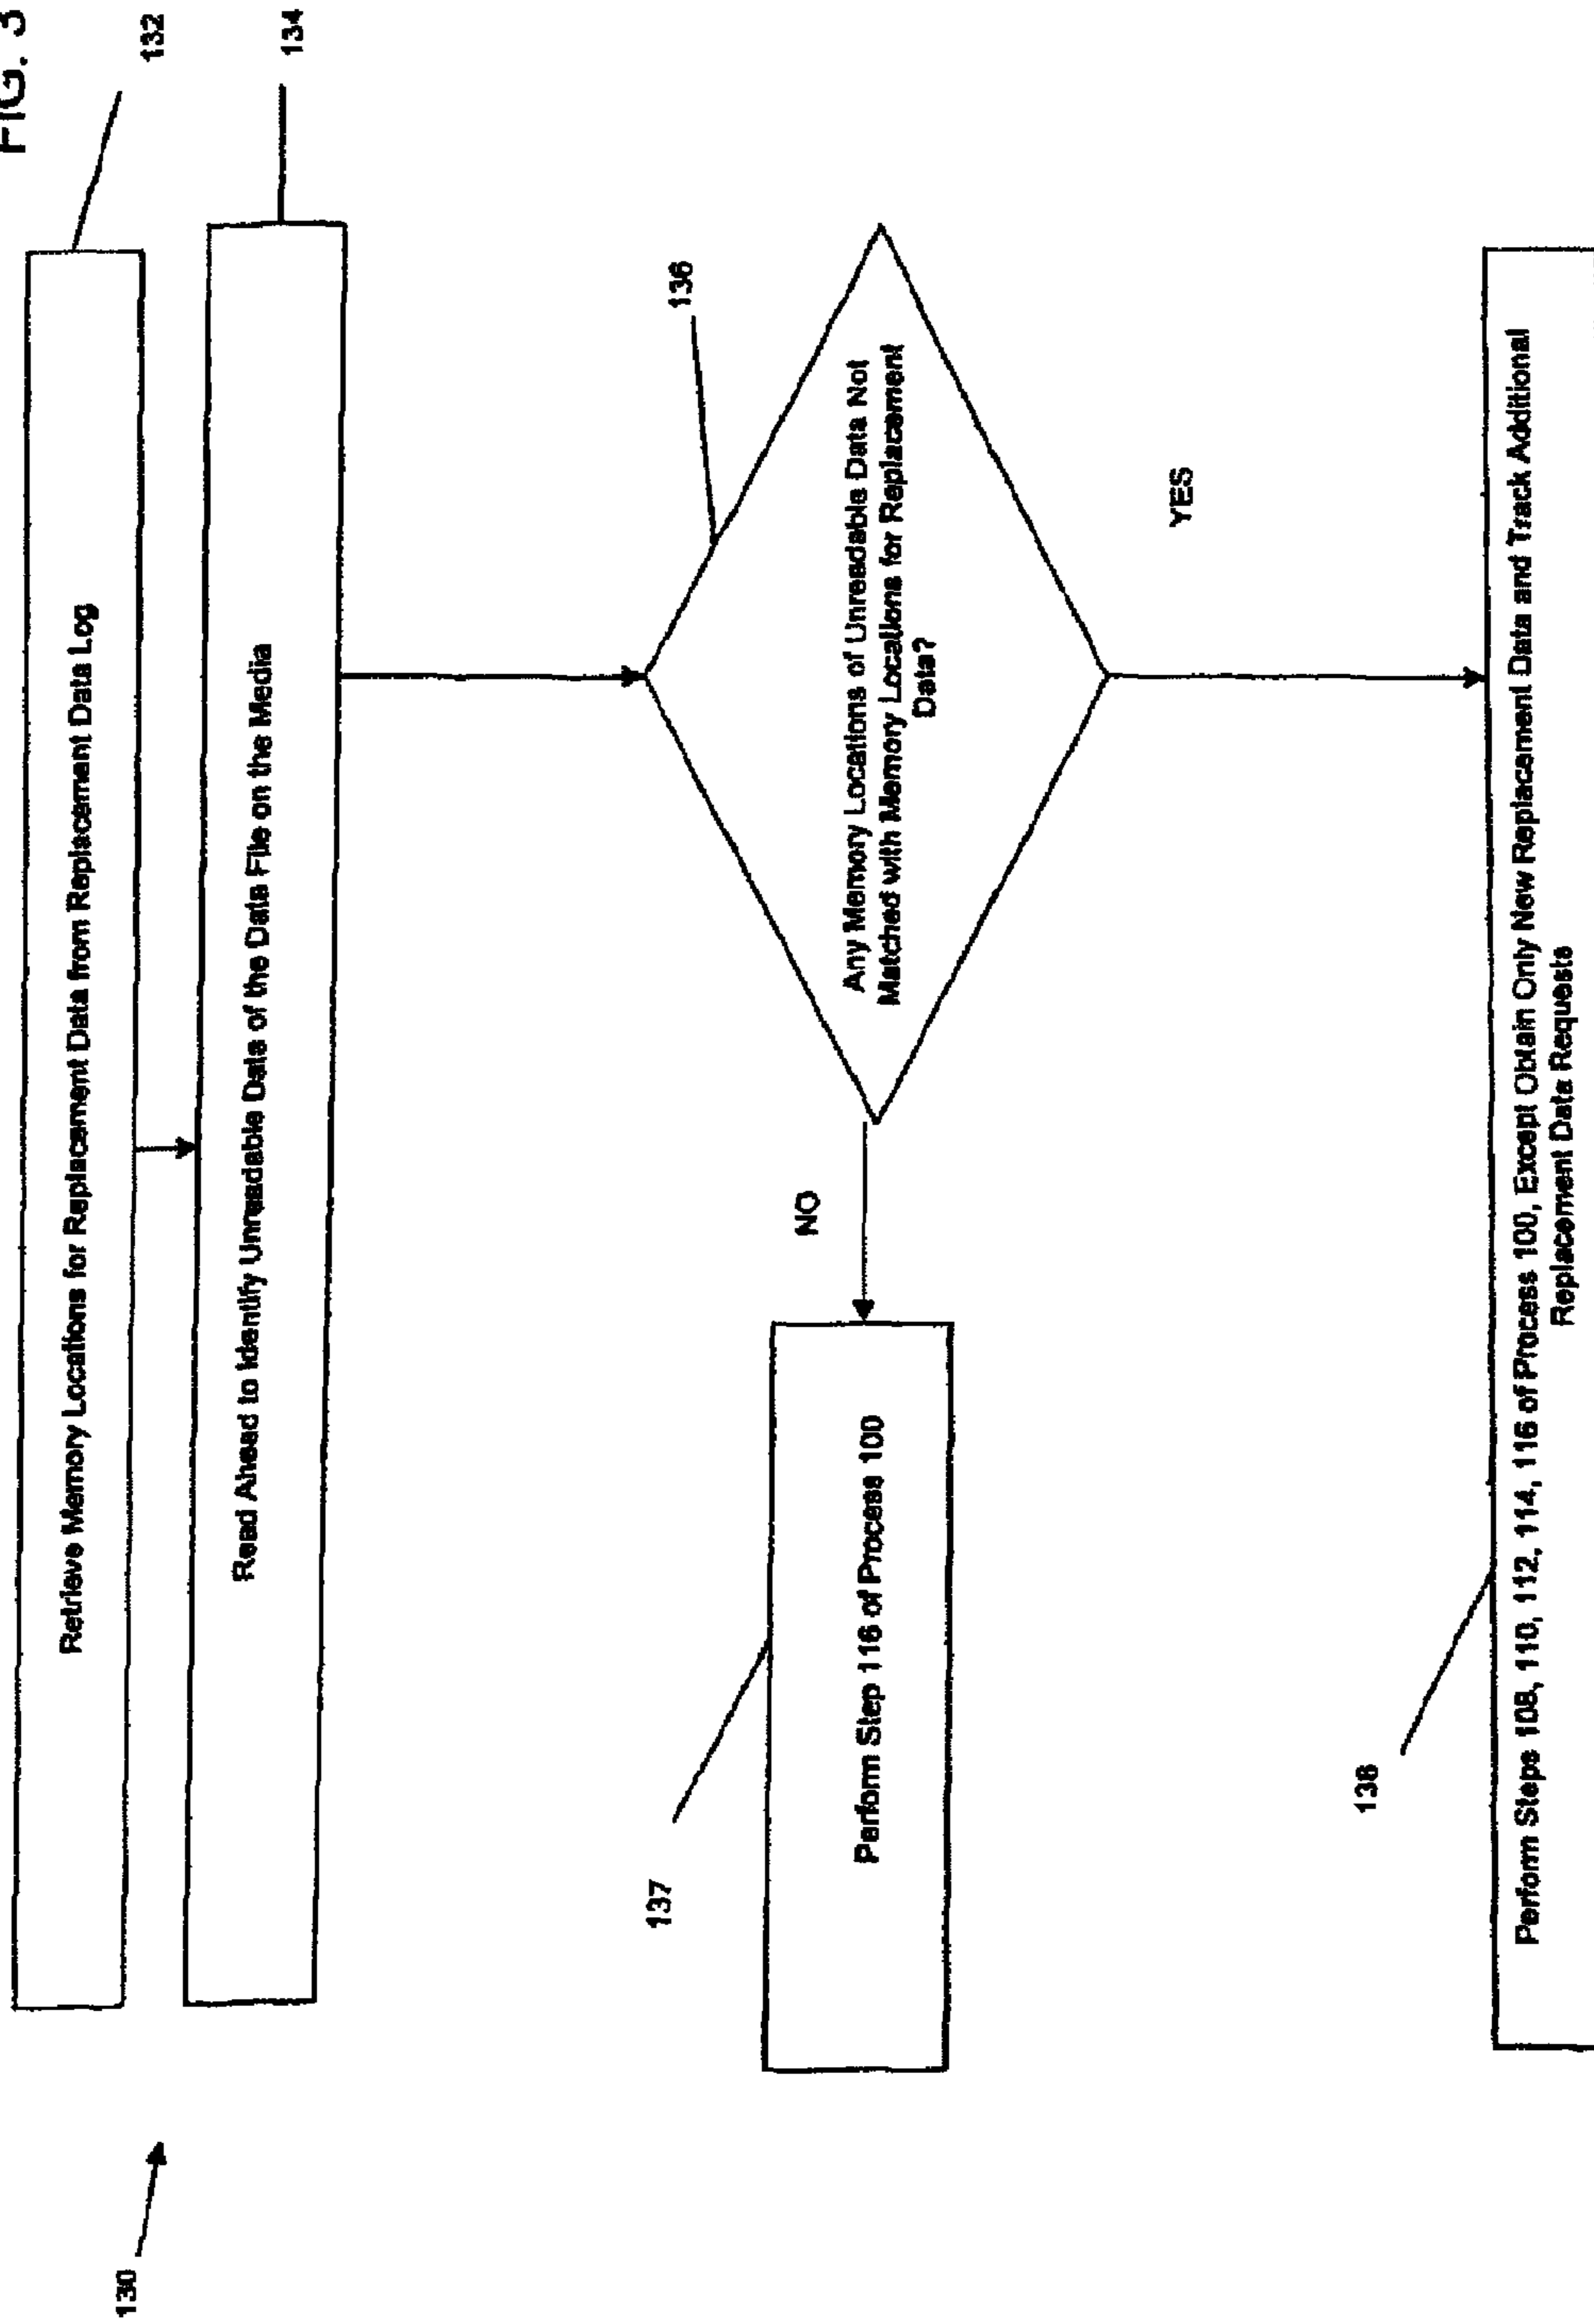 FIG. 3
130
132
Retrieve Memory Locations for Replacement Data from Replacement Data Log
134
Read Ahead to Identify Unreadable Data of the Data File on the Media
136
Any Memory Locations of Unreadable Data Not
Matched with Memory Locations for Replacement
Data?
NO
137
Perform Step 116 of Process 100
YES
138
Perform Steps 108, 110, 112, 114, 116 of Process 100, Except Obtain Only New Replacement Data and Track Additional
Replacement Data Requests